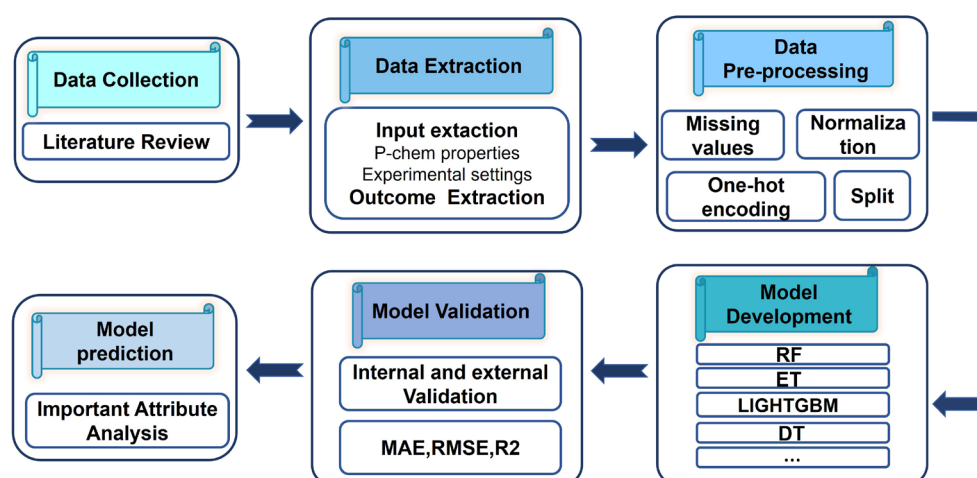 Data Collection
Literature Review
Data Extraction
Input extaction
P-chem properties
Experimental settings
Outcome Extraction
Data
Pre-processing
Missing
values
Normaliza
tion
One-hot
encoding
Split
Model
Development
RF
ET
LIGHTGBM
DT
...
Model Validation
Internal and external
Validation
MAE,RMSE,R2
Model
prediction
Important Attribute
Analysis